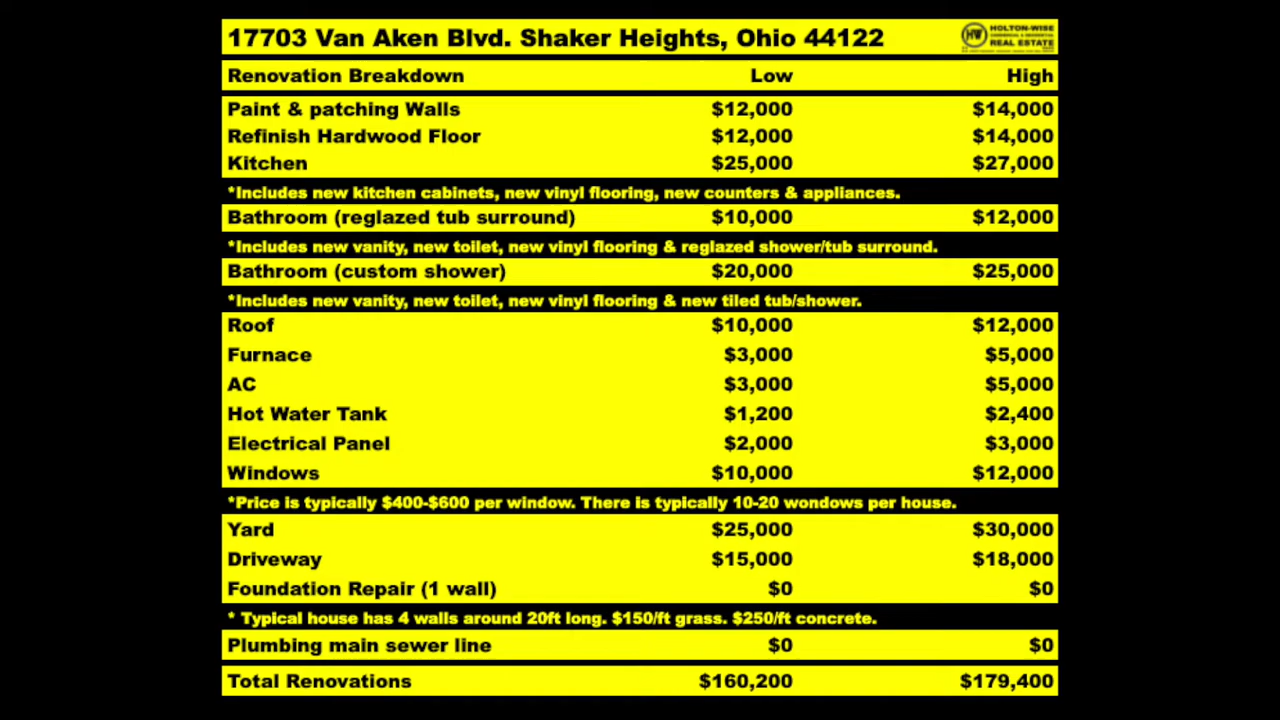 17703 Van Aken Blvd. Shaker Heights, Ohio 44122
HOLTON-WISE
REAL ESTATE
HW
Renovation Breakdown Low High
Paint & patching Walls $12,000 $14,000
Refinish Hardwood Floor $12,000 $14,000
Kitchen $25,000 $27,000
*Includes new kitchen cabinets, new vinyl flooring, new counters & appliances.
Bathroom (reglazed tub surround) $10,000 $12,000
*Includes new vanity, new toilet, new vinyl flooring & reglazed shower/tub surround.
Bathroom (custom shower) $20,000 $25,000
*Includes new vanity, new toilet, new vinyl flooring & new tiled tub/shower.
Roof $10,000 $12,000
Furnace $3,000 $5,000
AC $3,000 $5,000
Hot Water Tank $1,200 $2,400
Electrical Panel $2,000 $3,000
Windows $10,000 $12,000
*Price is typically $400-$600 per window. There is typically 10-20 wondows per house.
Yard $25,000 $30,000
Driveway $15,000 $18,000
Foundation Repair (1 wall) $0 $0
* Typical house has 4 walls around 20ft long. $150/ft grass. $250/ft concrete.
Plumbing main sewer line $0 $0
Total Renovations $160,200 $179,400